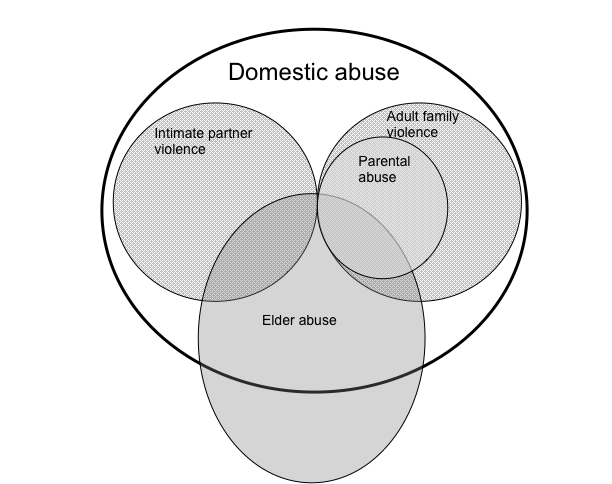 Domestic abuse
Intimate partner
violence
Adult family
violence
Parental
abuse
Elder abuse